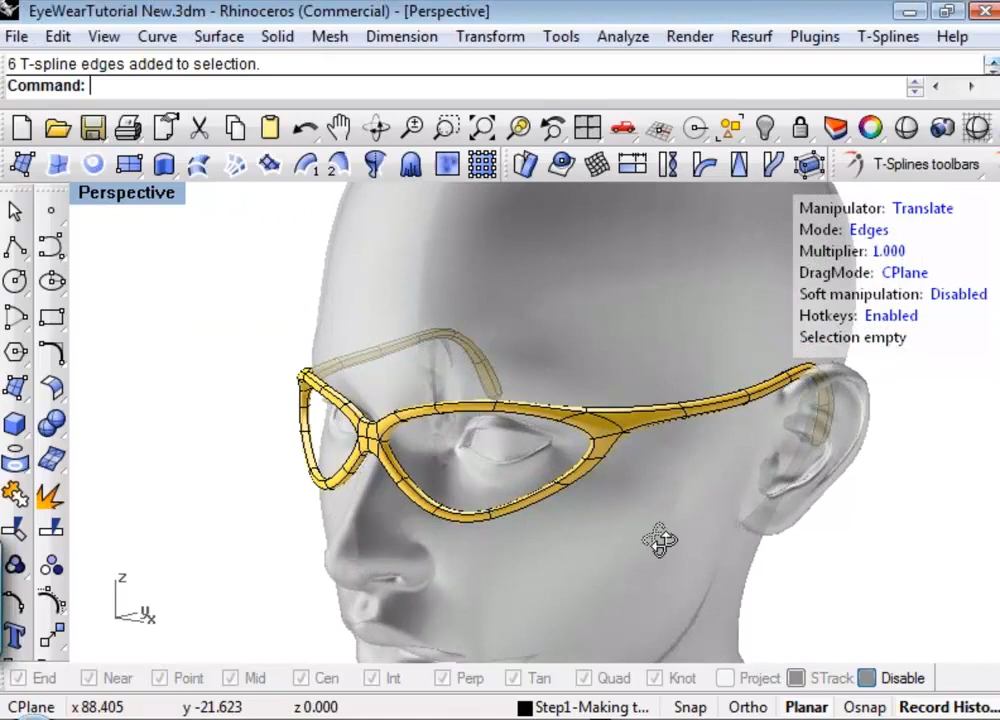 EyeWearTutorial New.3dm - Rhinoceros (Commercial) - [Perspective]
File Edit View Curve Surface Solid Mesh Dimension Transform Tools Analyze Render Resurf Plugins T-Splines Help
6 T-spline edges added to selection.
Command:
1 2 T-Splines toolbars
Perspective
Manipulator: Translate
Mode: Edges
Multiplier: 1.000
DragMode: CPlane
Soft manipulation: Disabled
Hotkeys: Enabled
Selection empty
z
y
x
T
End Near Point Mid Cen Int Perp Tan Quad Knot Project STrack Disable
CPlane x 88.405 y -21.623 z 0.000 Step1-Making t... Snap Ortho Planar Osnap Record Histo...